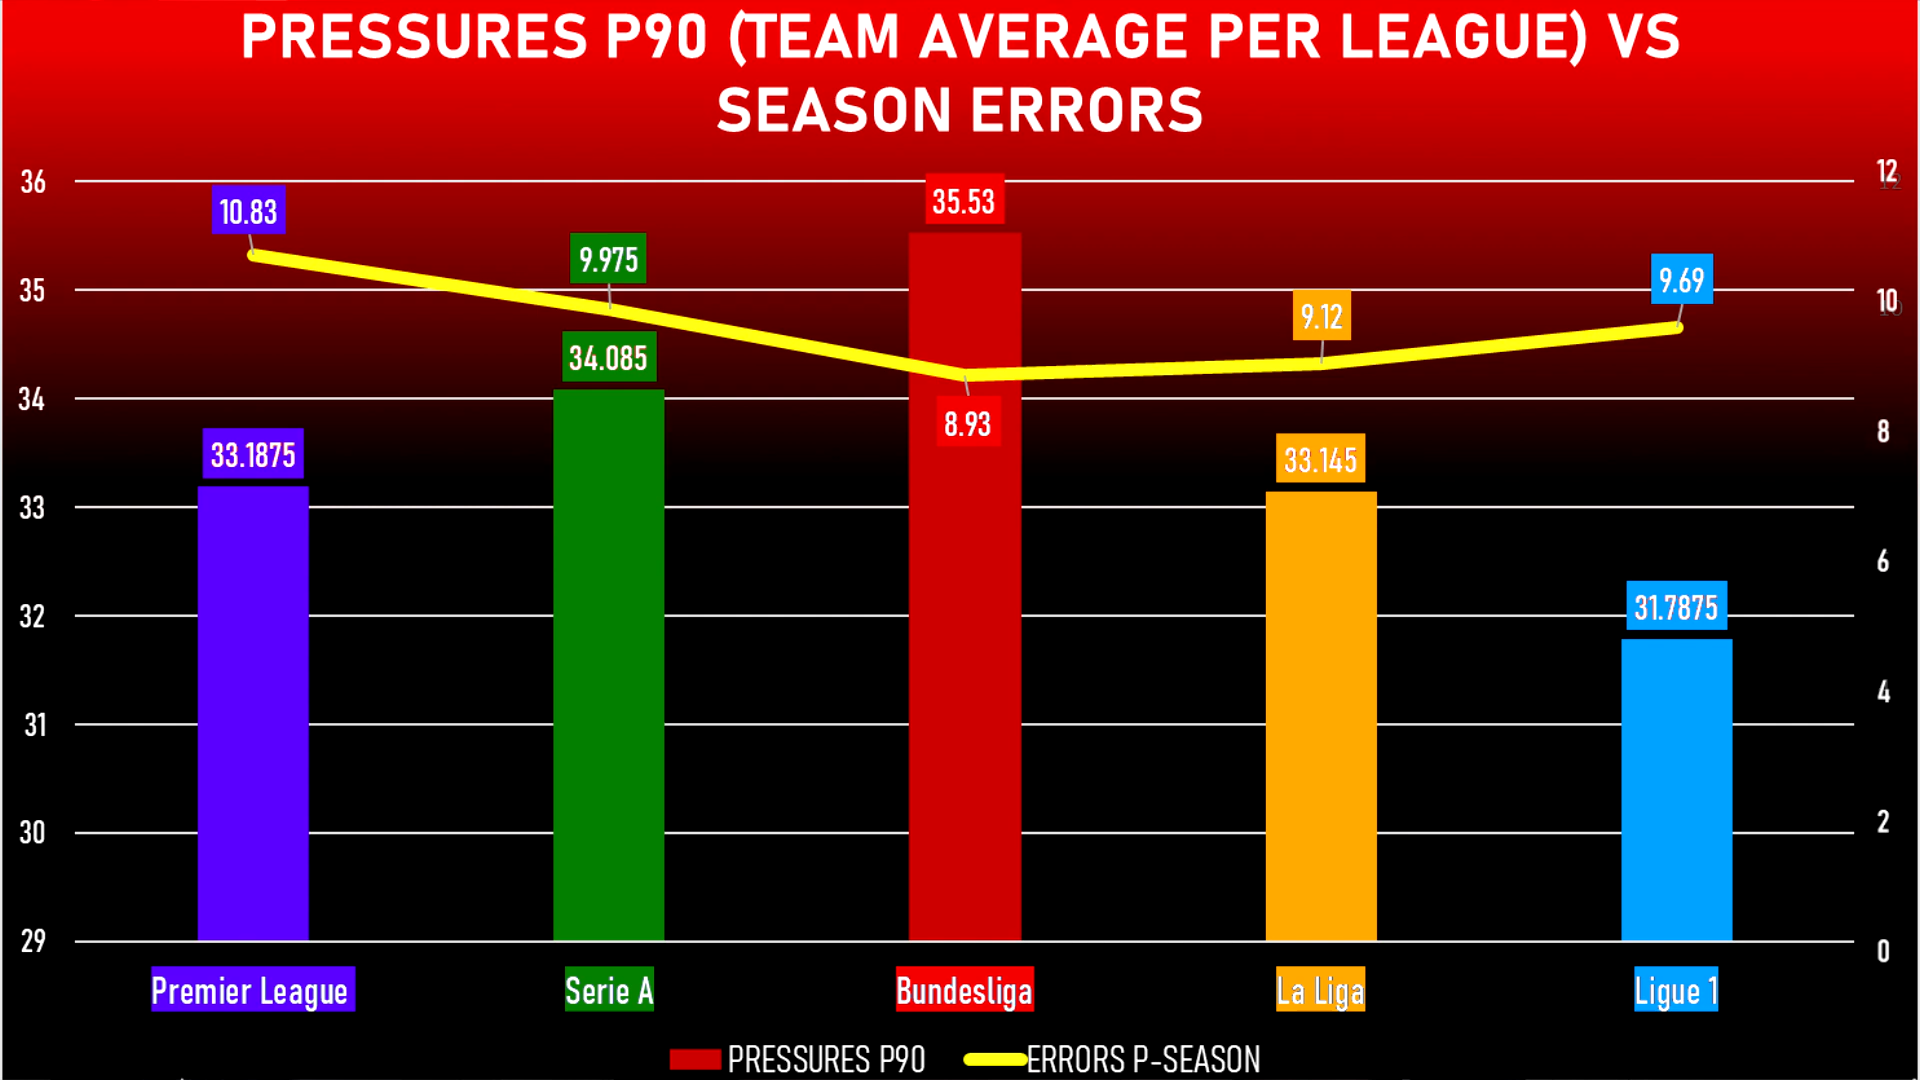 PRESSURES P90 (TEAM AVERAGE PER LEAGUE) VS
SEASON ERRORS
36
35
34
33
32
31
30
29
12
10
8
6
4
2
0
10.83
9.975
8.93
9.12
9.69
33.1875
34.085
35.53
33.145
31.7875
Premier League
Serie A
Bundesliga
La Liga
Ligue 1
PRESSURES P90
ERRORS P-SEASON